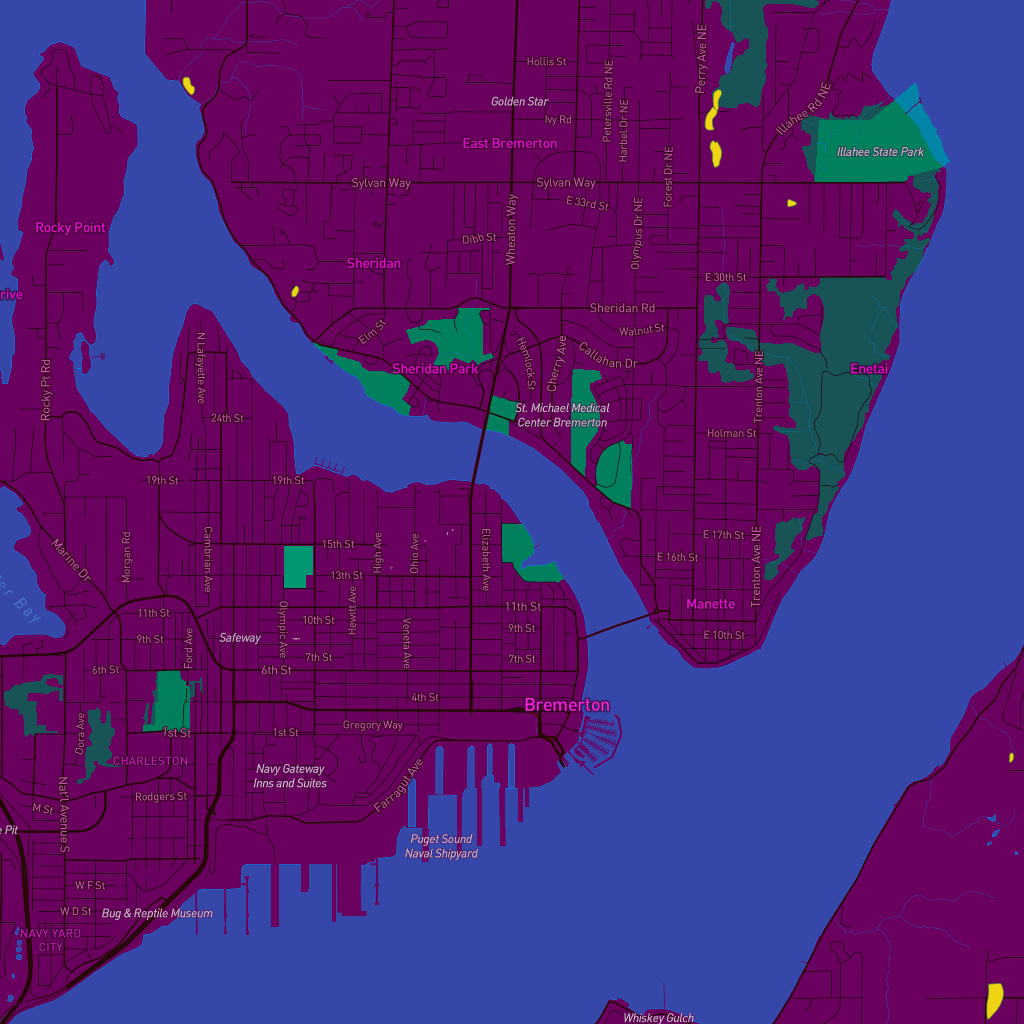 Hollis St
Perry Ave NE
Petersville Rd NE
Golden Star
Ivy Rd
Harbel Dr NE
Illahee Rd NE
East Bremerton
Illahee State Park
Forest Dr NE
Sylvan Way
Sylvan Way
E 33rd St
Rocky Point
Wheaton Way
Olympus Dr NE
Dibb St
Sheridan
E 30th St
rive
Sheridan Rd
Elm St
Walnut St
N Lafayette Ave
Hemlock St
Cherry Ave
Callahan Dr
Sheridan Park
Enetai
Rocky Pt Rd
Trenton Ave NE
24th St
St. Michael Medical
Center Bremerton
Holman St
19th St
19th St
Marine Dr
Morgan Rd
Cambrian Ave
15th St
High Ave
Ohio Ave
Elizabeth Ave
E 17th St
E 16th St
Trenton Ave NE
13th St
er Bay
11th St
Olympic Ave
10th St
Hewitt Ave
11th St
Manette
9th St
Ford Ave
Safeway
Veneta Ave
9th St
E 10th St
6th St
7th St
6th St
7th St
4th St
Bremerton
Dora Ave
1st St
1st St
Gregory Way
CHARLESTON
Navy Gateway
Inns and Suites
Farragut Ave
Rodgers St
M St
Nat'l Avenue S
e Pit
Puget Sound
Naval Shipyard
W F St
W D St
Bug & Reptile Museum
NAVY YARD
CITY
Whiskey Gulch